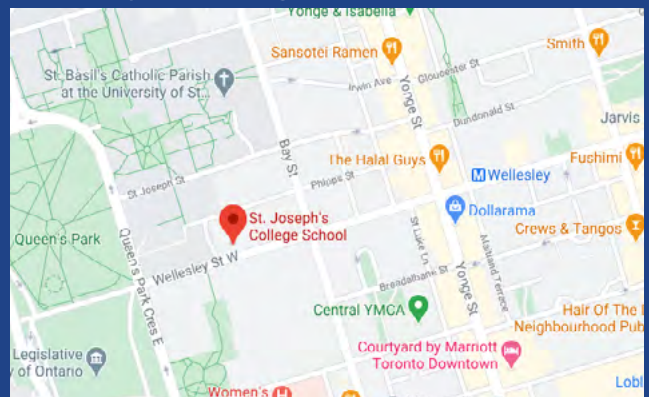 Yonge & Isabella
Sansotei Ramen
Smith
St. Basil's Catholic Parish
at the University of St...
Irwin Ave
Gloucester St
Yonge St
Dundonald St
Jarvis
Bay St
The Halal Guys
Fushimi
St Joseph St
Phipps St
M Wellesley
St. Joseph's
College School
Dollarama
Queen's Park
Crews & Tangos
Wellesley St W
St Luke Ln
Maitland Terrace
Queen's Park Cres E
Breadalbane St
Yonge St
Central YMCA
Hair Of The
Neighbourhood Pub
Legislative
y of Ontario
Courtyard by Marriott
Toronto Downtown
Women's
Lobl